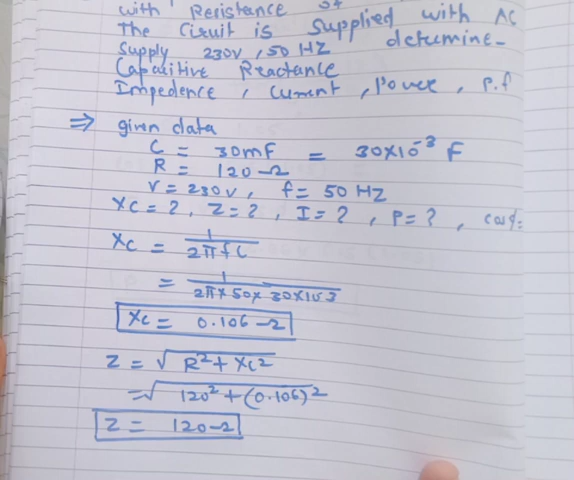 with Resistance of
The Circuit is Supplied with AC
Supply 230V, 50 HZ determine-
Capacitive Reactance
Impedence, Current, Power, p.f
⇒ given data
C = 30mF = 30×10⁻³ F
R = 120 Ω
V = 230V, f = 50 HZ
XC = ?, Z = ?, I = ?, P = ?, cosϕ=
XC = 1/2πfC
= 1/2π×50×30×10⁻³
XC = 0.106 Ω
Z = √R²+XC²
= √120²+(0.106)²
Z = 120 Ω